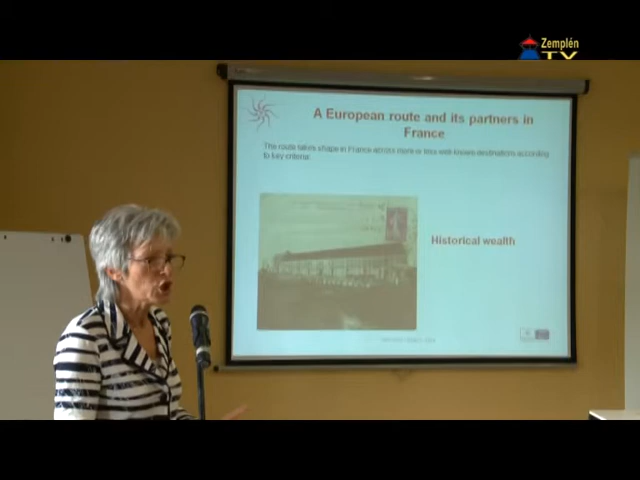 Zemplén
TV
A European route and its partners in
France
The route takes shape in France across more or less well-known destinations according
to key criteria.
Historical wealth